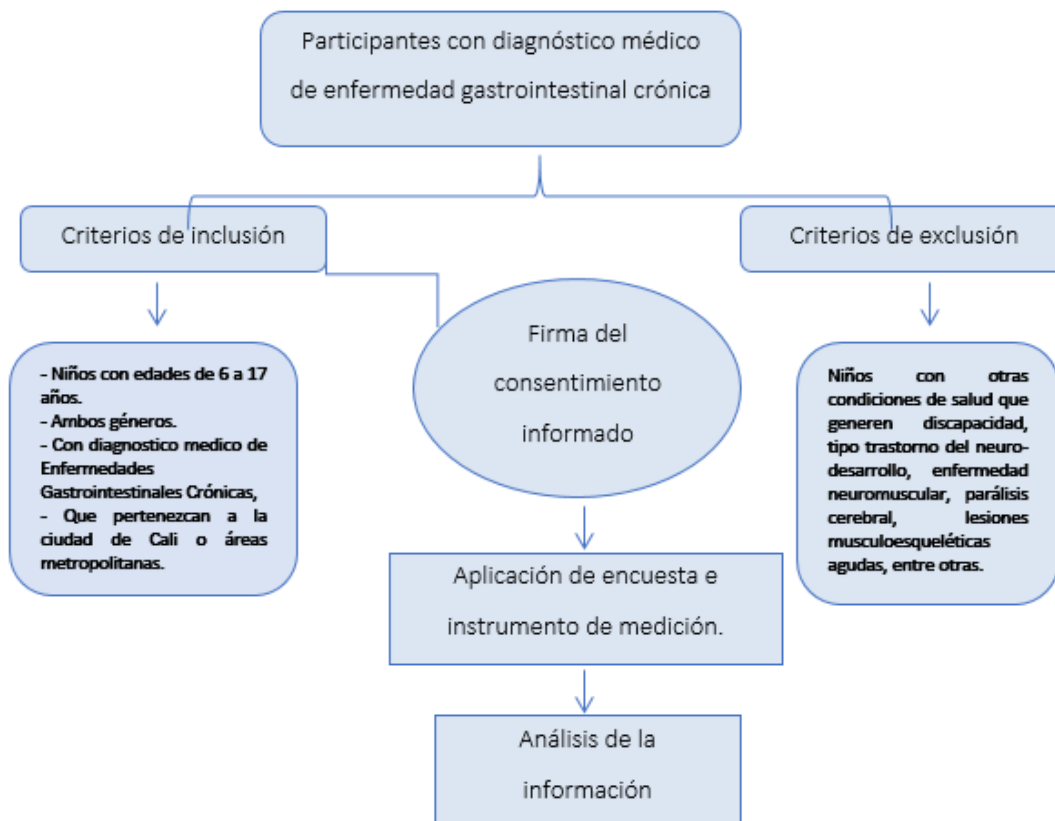 Participantes con diagnóstico médico
de enfermedad gastrointestinal crónica
Criterios de inclusión
Criterios de exclusión
- Niños con edades de 6 a 17
años.
- Ambos géneros.
- Con diagnostico medico de
Enfermedades
Gastrointestinales Crónicas,
- Que pertenezcan a la
ciudad de Cali o áreas
metropolitanas.
Firma del
consentimiento
informado
Niños con otras
condiciones de salud que
generen discapacidad,
tipo trastorno del neuro-
desarrollo, enfermedad
neuromuscular, parálisis
cerebral, lesiones
musculoesqueléticas
agudas, entre otras.
Aplicación de encuesta e
instrumento de medición.
Análisis de la
información